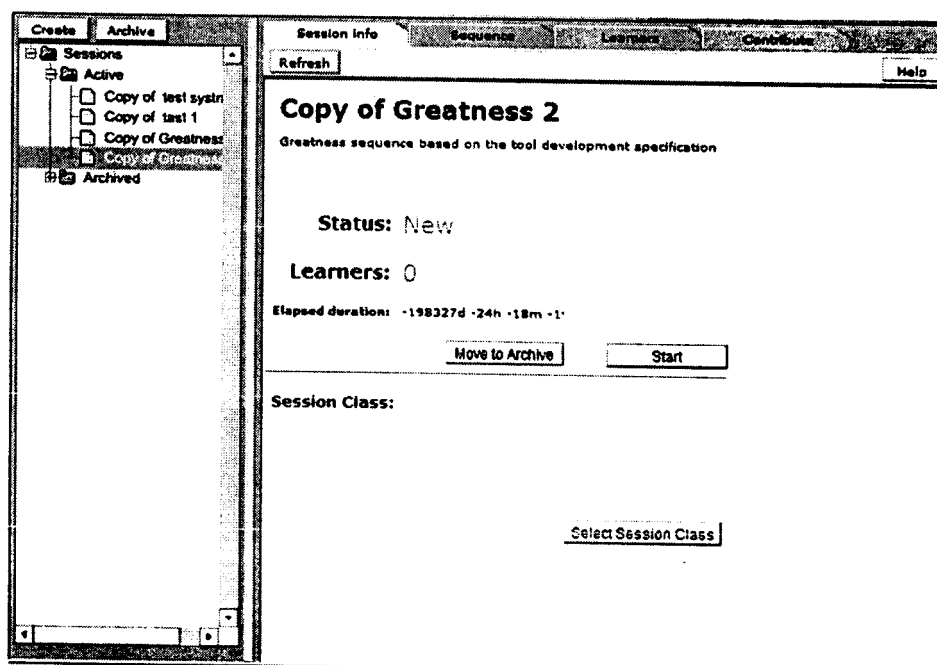 Create Archive
Sessions
Active
Copy of test systn
Copy of test 1
Copy of Greatness
Copy of Greatness
Archived
Session Info Sequence Learners Contribute
Refresh Help
Copy of Greatness 2
Greatness sequence based on the tool development specification
Status: New
Learners: 0
Elapsed duration: -198327d -24h -18m -1
Move to Archive Start
Session Class:
Select Session Class